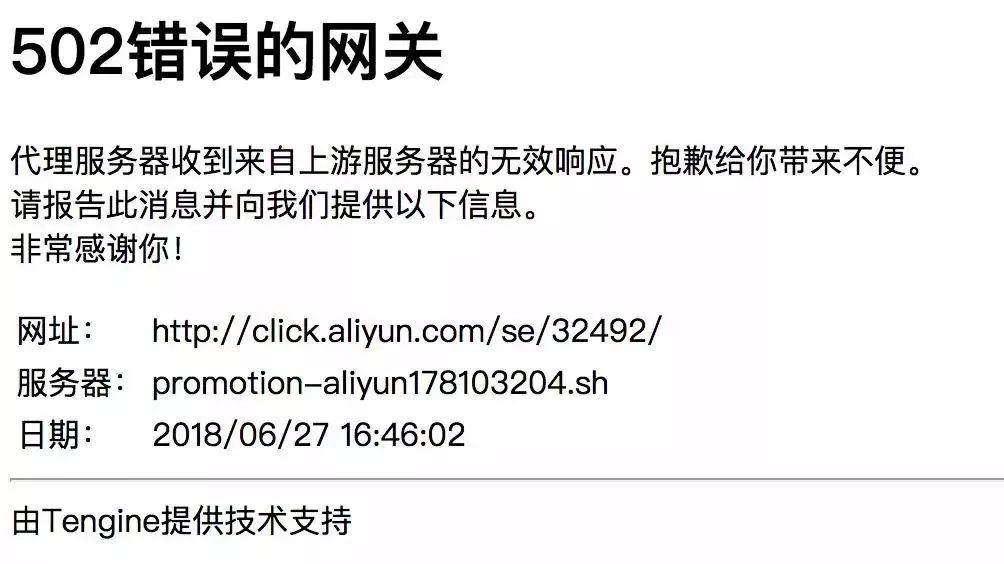 502错误的网关
代理服务器收到来自上游服务器的无效响应。抱歉给你带来不便。
请报告此消息并向我们提供以下信息。
非常感谢你！
网址： http://click.aliyun.com/se/32492/
服务器： promotion-aliyun178103204.sh
日期： 2018/06/27 16:46:02
由Tengine提供技术支持